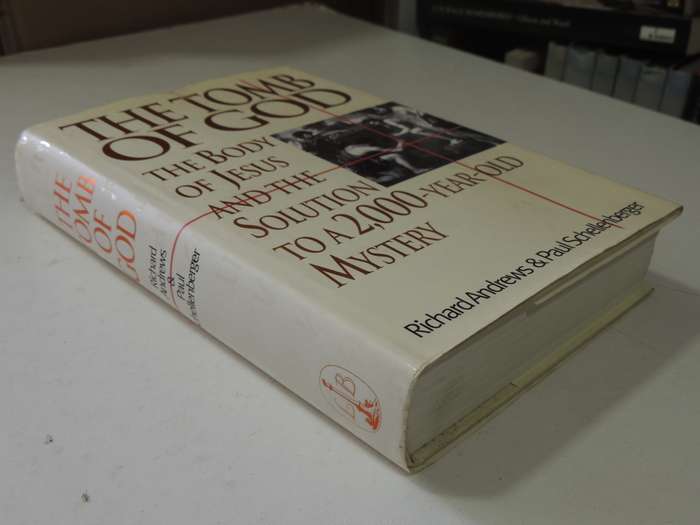 THE TOMB
OF GOD
THE BODY
OF JESUS
AND THE
SOLUTION
TO A 2,000-YEAR-OLD
MYSTERY
Richard Andrews & Paul Schellenberger
THE
TOMB
OF
GOD
Richard
Andrews
&
Paul
Schellenberger
LB